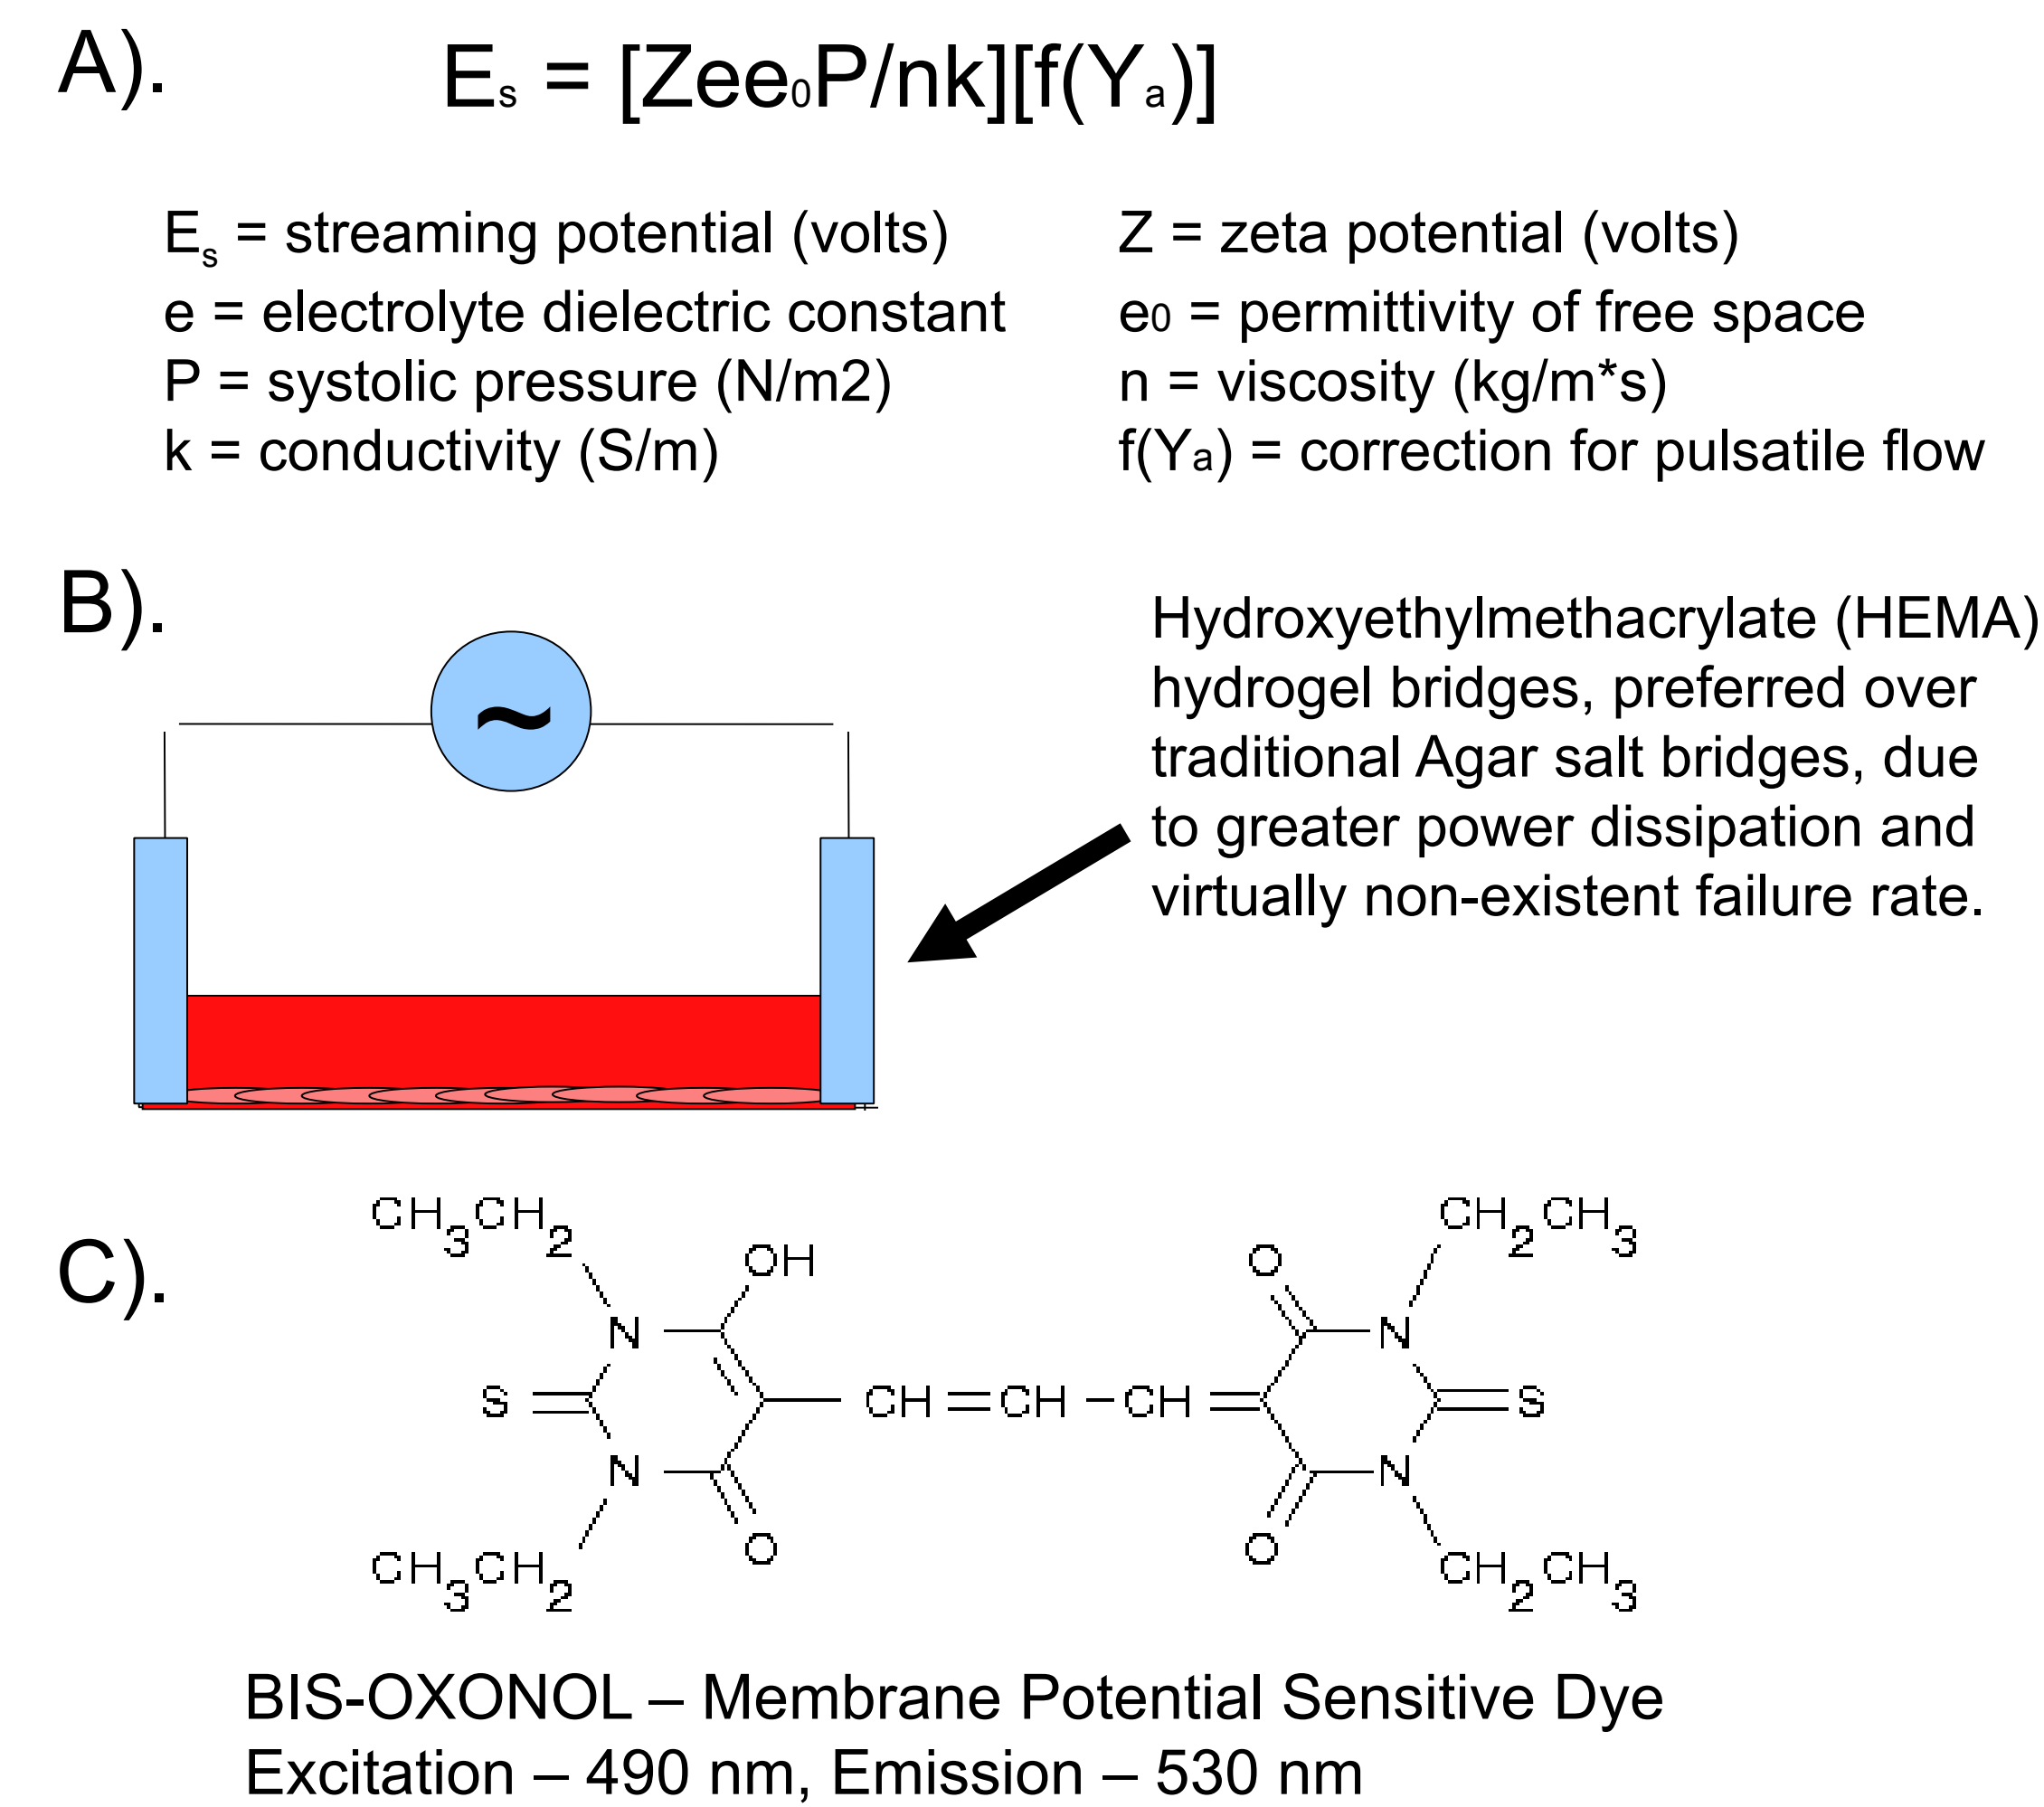 A).
Eₛ = [Zee₀P/nk][f(Yₐ)]
Eₛ = streaming potential (volts)
Z = zeta potential (volts)
e = electrolyte dielectric constant
e₀ = permittivity of free space
P = systolic pressure (N/m2)
n = viscosity (kg/m*s)
k = conductivity (S/m)
f(Yₐ) = correction for pulsatile flow
B).
~
Hydroxyethylmethacrylate (HEMA)
hydrogel bridges, preferred over
traditional Agar salt bridges, due
to greater power dissipation and
virtually non-existent failure rate.
C).
CH₃CH₂
CH₂CH₃
OH
O
N
N
S
CH = CH – CH
S
N
N
O
O
CH₃CH₂
CH₂CH₃
BIS-OXONOL – Membrane Potential Sensitive Dye
Excitation – 490 nm, Emission – 530 nm